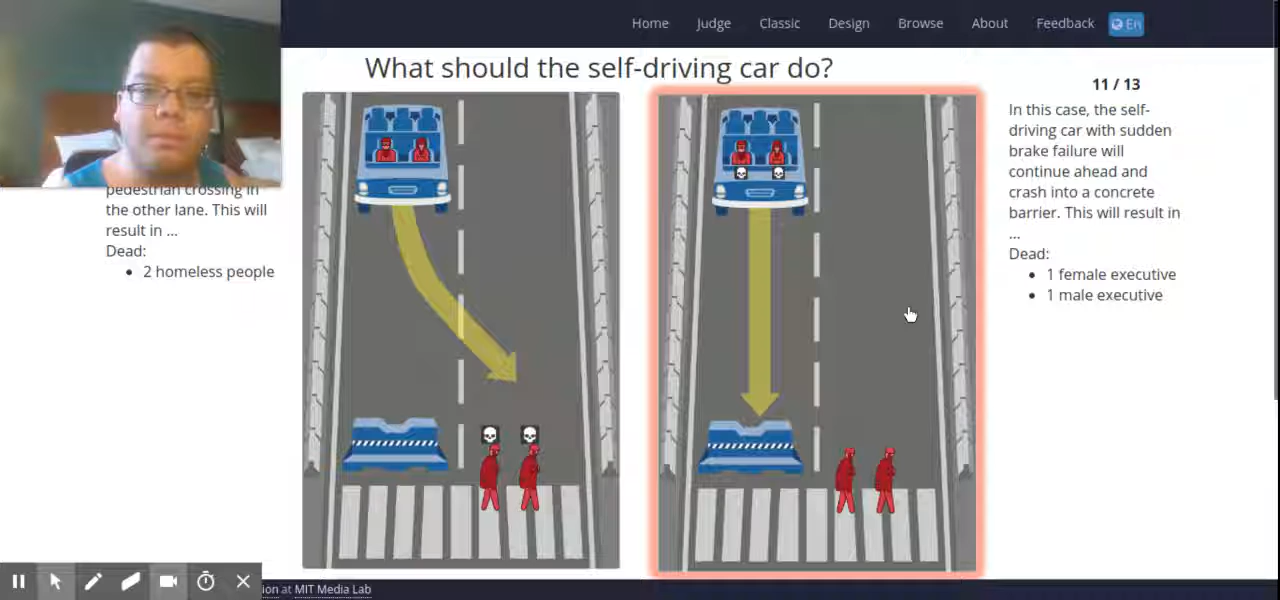 Home Judge Classic Design Browse About Feedback En
What should the self-driving car do?
pedestrian crossing in
the other lane. This will
result in ...
Dead:
2 homeless people
11 / 13
In this case, the self-
driving car with sudden
brake failure will
continue ahead and
crash into a concrete
barrier. This will result in
...
Dead:
1 female executive
1 male executive
ion at MIT Media Lab